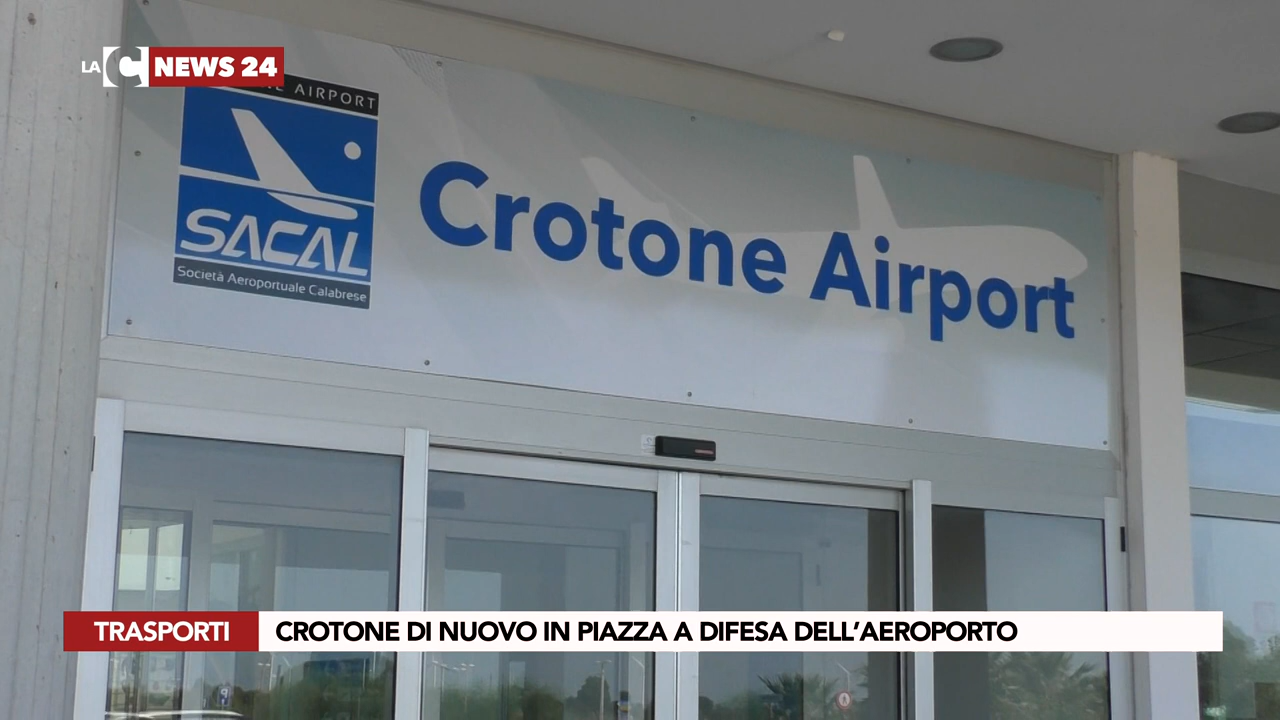 LA C NEWS 24
AIRPORT
SACAL
Società Aeroportuale Calabrese
Crotone Airport
TRASPORTI
CROTONE DI NUOVO IN PIAZZA A DIFESA DELL'AEROPORTO